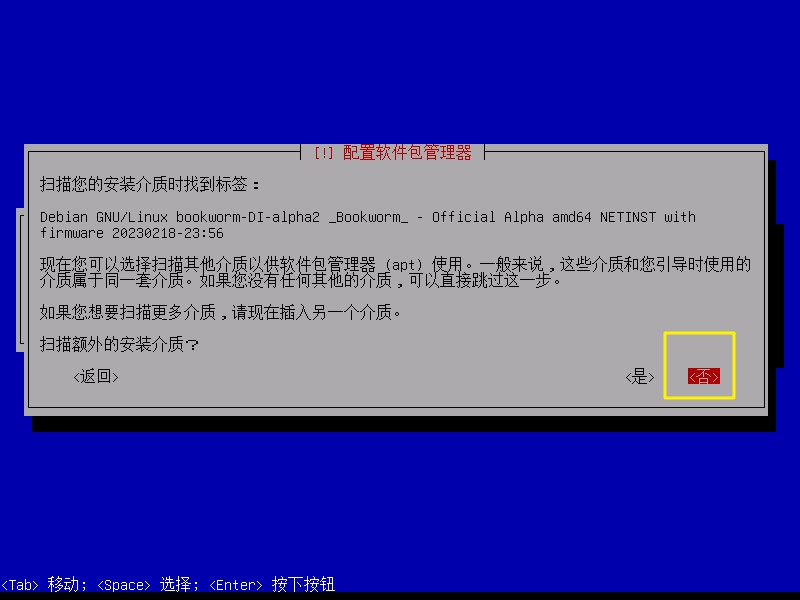 [!] 配置软件包管理器
扫描您的安装介质时找到标签：
Debian GNU/Linux bookworm-DI-alpha2 _Bookworm_ - Official Alpha amd64 NETINST with
firmware 20230218-23:56
现在您可以选择扫描其他介质以供软件包管理器 (apt) 使用。一般来说，这些介质和您引导时使用的
介质属于同一套介质。如果您没有任何其他的介质，可以直接跳过这一步。
如果您想要扫描更多介质，请现在插入另一个介质。
扫描额外的安装介质？
<返回> <是> <否>
<Tab> 移动; <Space> 选择; <Enter> 按下按钮